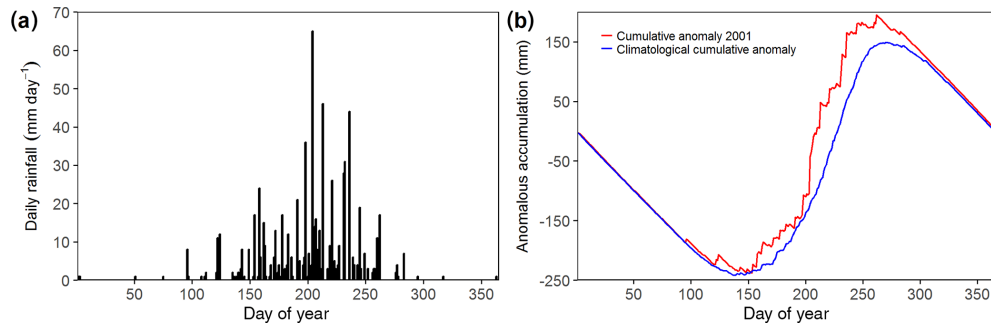 (a)
Daily rainfall (mm day⁻¹)
70
60
50
40
30
20
10
0
50 100 150 200 250 300 350
Day of year
(b)
Anomalous accumulation (mm)
Cumulative anomaly 2001
Climatological cumulative anomaly
150
50
-50
-150
-250
50 100 150 200 250 300 350
Day of year